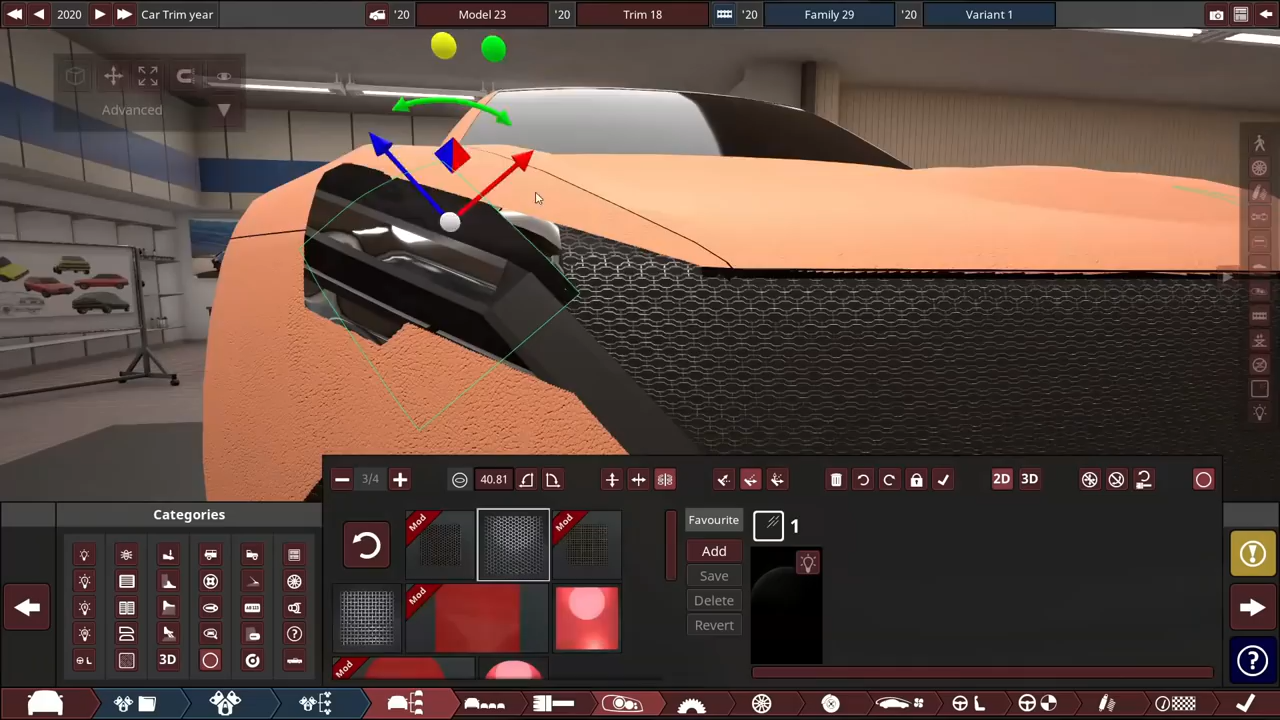 2020 Car Trim year '20 Model 23 '20 Trim 18 '20 Family 29 '20 Variant 1
Advanced
3/4 40.81 2D 3D
Categories
Mod Mod Favourite 1
Add
Save
Mod Delete
Revert
L 3D
Mod